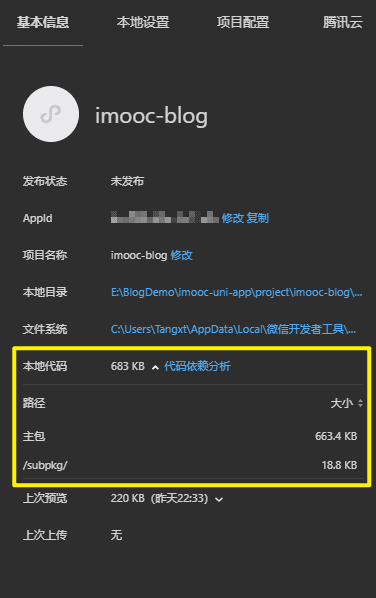 基本信息 本地设置 项目配置 腾讯云
imooc-blog
发布状态 未发布
AppId 修改 复制
项目名称 imooc-blog 修改
本地目录 E:\BlogDemo\imooc-uni-app\project\imooc-blog\...
文件系统 C:\Users\Tangxt\AppData\Local\微信开发者工具\...
本地代码 683 KB 代码依赖分析
路径 大小
主包 663.4 KB
/subpkg/ 18.8 KB
上次预览 220 KB (昨天22:33)
上次上传 无